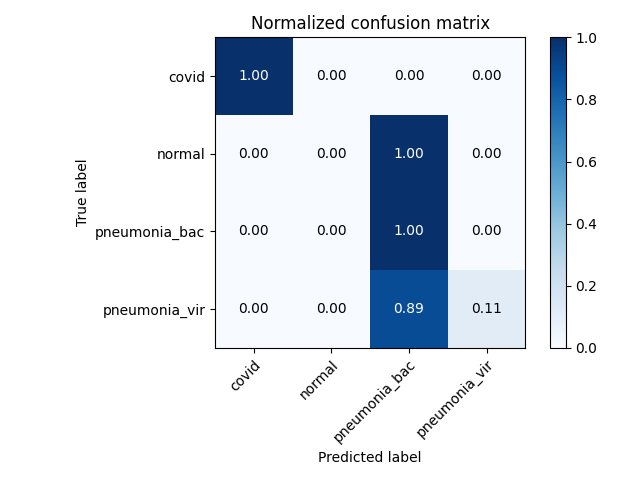 Normalized confusion matrix
True label
covid 1.00 0.00 0.00 0.00
normal 0.00 0.00 1.00 0.00
pneumonia_bac 0.00 0.00 1.00 0.00
pneumonia_vir 0.00 0.00 0.89 0.11
covid normal pneumonia_bac pneumonia_vir
Predicted label
1.0
0.8
0.6
0.4
0.2
0.0